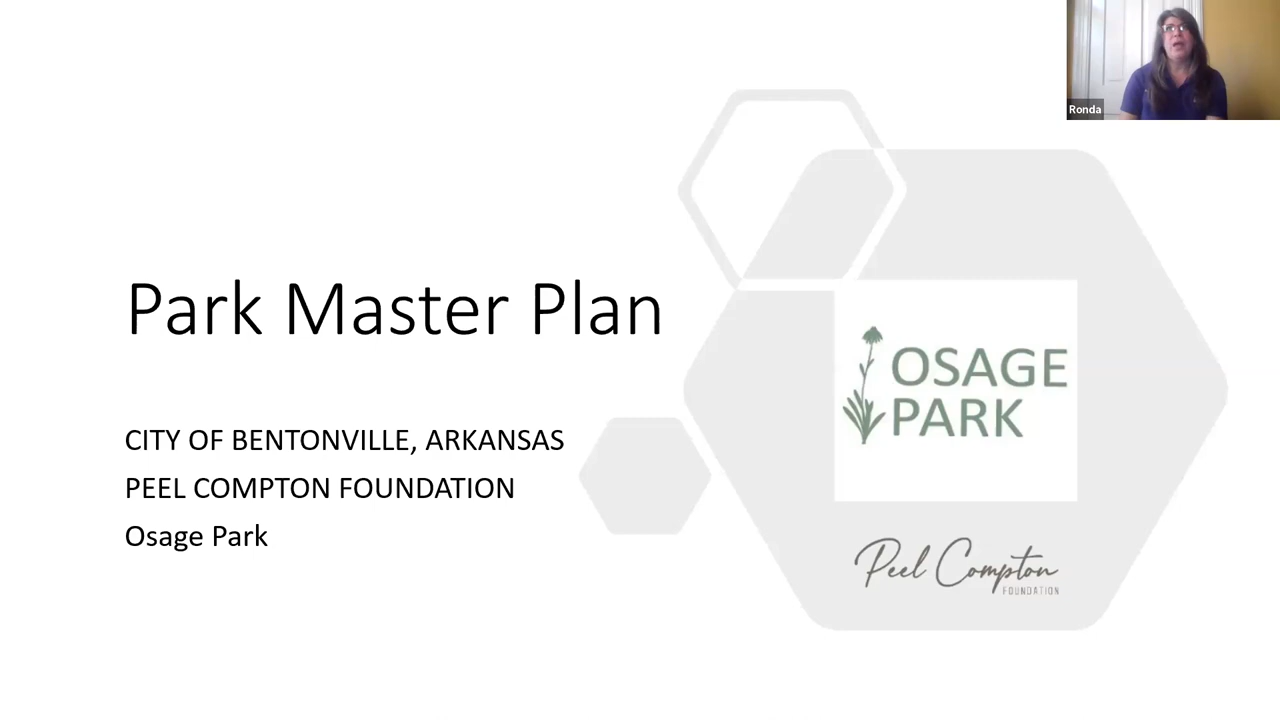 Ronda
Park Master Plan
CITY OF BENTONVILLE, ARKANSAS
PEEL COMPTON FOUNDATION
Osage Park
OSAGE
PARK
Peel Compton
FOUNDATION